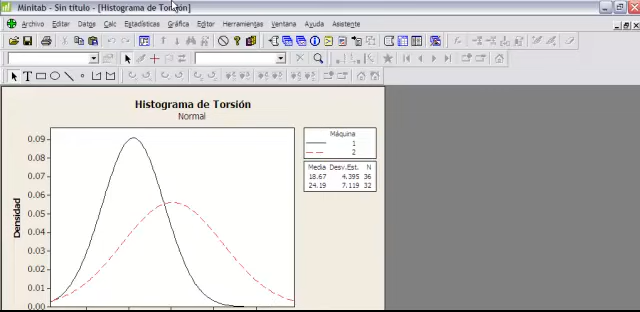 Minitab - Sin título - [Histograma de Torsión]
Archivo Editar Datos Calc Estadísticas Gráfica Editor Herramientas Ventana Ayuda Asistente
Histograma de Torsión
Normal
Densidad
0.09
0.08
0.07
0.06
0.05
0.04
0.03
0.02
0.01
0.00
Máquina
1
2
Media Desv.Est. N
18.67 4.395 36
24.19 7.119 32